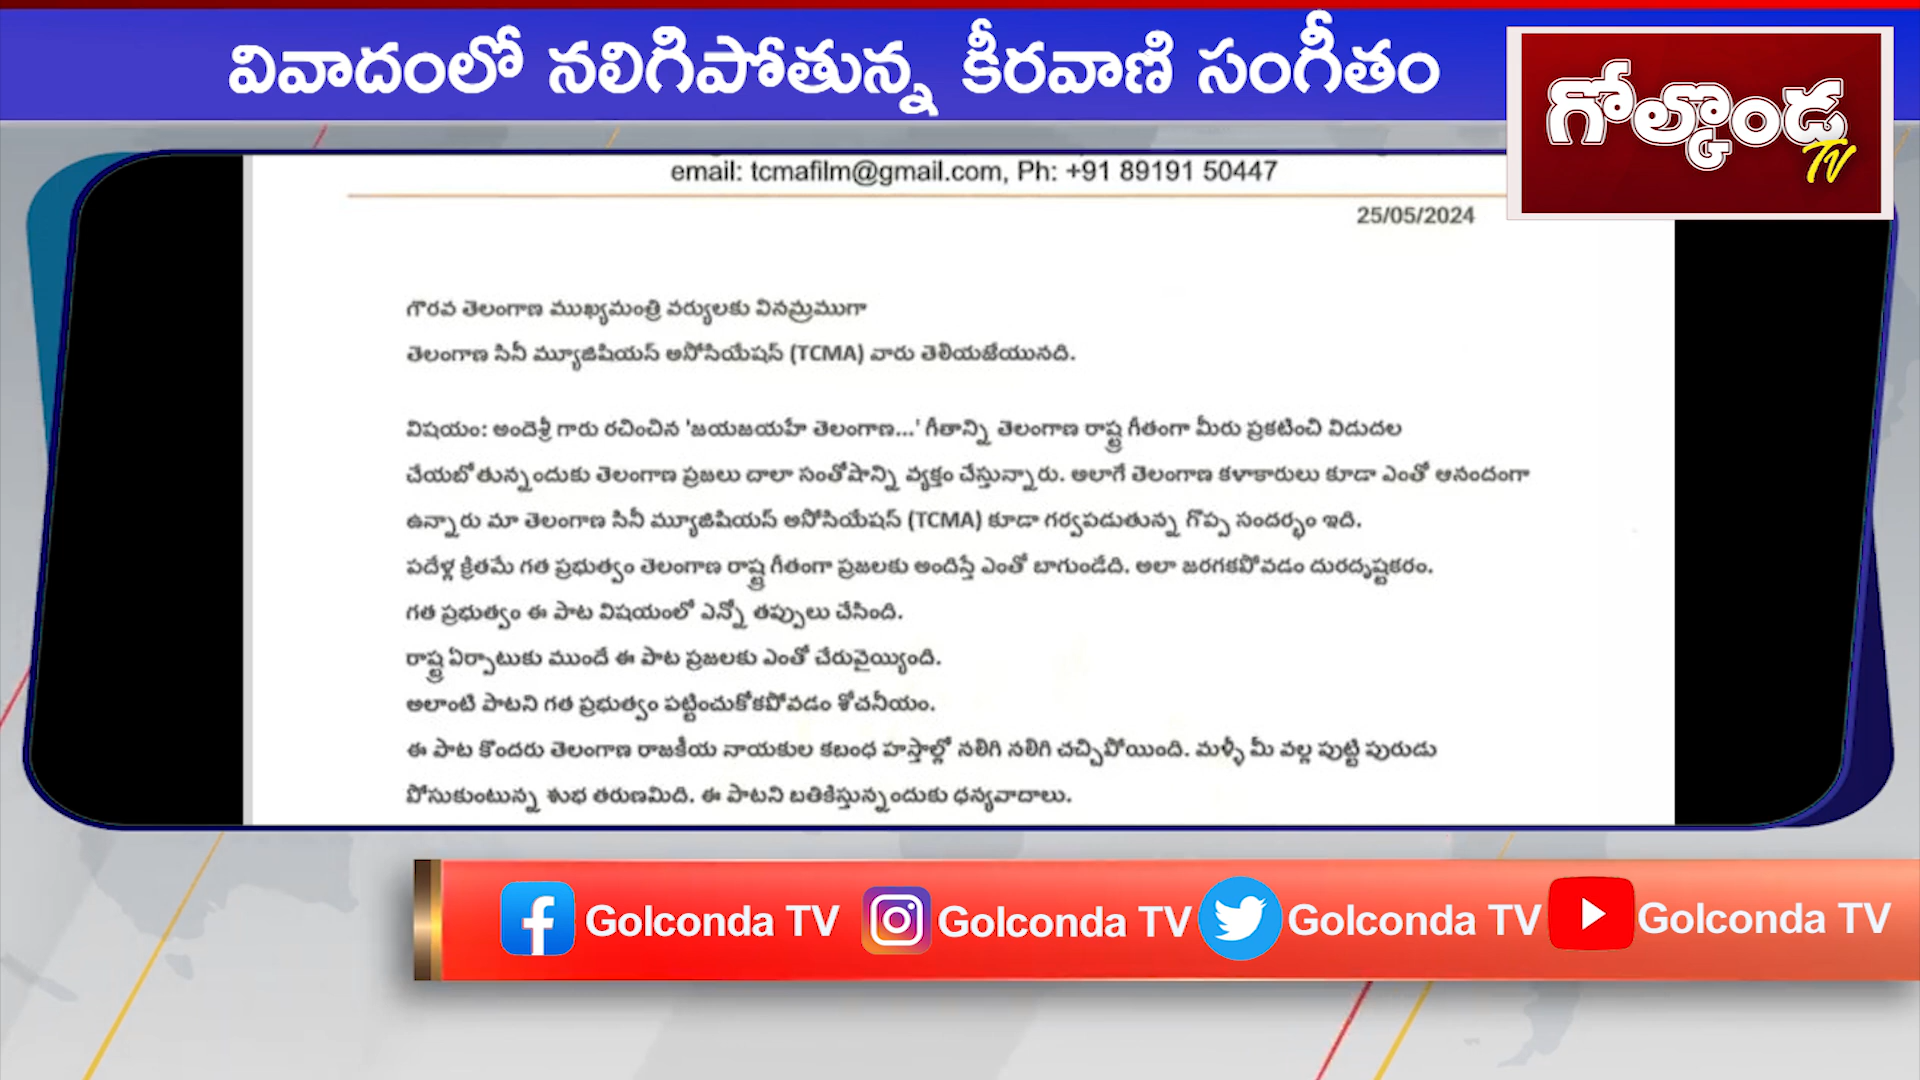 వివాదంలో నలిగిపోతున్న కీరవాణి సంగీతం
గోల్కొండ
TV
email: tcmafilm@gmail.com, Ph: +91 89191 50447
25/05/2024
గౌరవ తెలంగాణ ముఖ్యమంత్రి వర్యులకు వినమ్రముగా
తెలంగాణ సినీ మ్యూజిషియన్ అసోసియేషన్ (TCMA) వారు తెలియజేయునది.
విషయం: అందెశ్రీ గారు రచించిన 'జయజయహే తెలంగాణ...' గీతాన్ని తెలంగాణ రాష్ట్ర గీతంగా మీరు ప్రకటించి విడుదల
చేయబోతున్నందుకు తెలంగాణ ప్రజలు చాలా సంతోషాన్ని వ్యక్తం చేస్తున్నారు. అలాగే తెలంగాణ కళాకారులు కూడా ఎంతో ఆనందంగా
ఉన్నారు మా తెలంగాణ సినీ మ్యూజిషియన్ అసోసియేషన్ (TCMA) కూడా గర్వపడుతున్న గొప్ప సందర్భం ఇది.
పదేళ్ల క్రితమే గత ప్రభుత్వం తెలంగాణ రాష్ట్ర గీతంగా ప్రజలకు అందిస్తే ఎంతో బాగుండేది. అలా జరగకపోవడం దురదృష్టకరం.
గత ప్రభుత్వం ఈ పాట విషయంలో ఎన్నో తప్పులు చేసింది.
రాష్ట్ర ఏర్పాటుకు ముందే ఈ పాట ప్రజలకు ఎంతో చేరువైయ్యింది.
అలాంటి పాటని గత ప్రభుత్వం పట్టించుకోకపోవడం శోచనీయం.
ఈ పాట కొందరు తెలంగాణ రాజకీయ నాయకుల కబంధ హస్తాల్లో నలిగి నలిగి చచ్చిపోయింది. మళ్ళీ మీ వల్ల పుట్టి పురుడు
పోసుకుంటున్న శుభ తరుణమిది. ఈ పాటని బతికిస్తున్నందుకు ధన్యవాదాలు.
Golconda TV Golconda TV Golconda TV Golconda TV